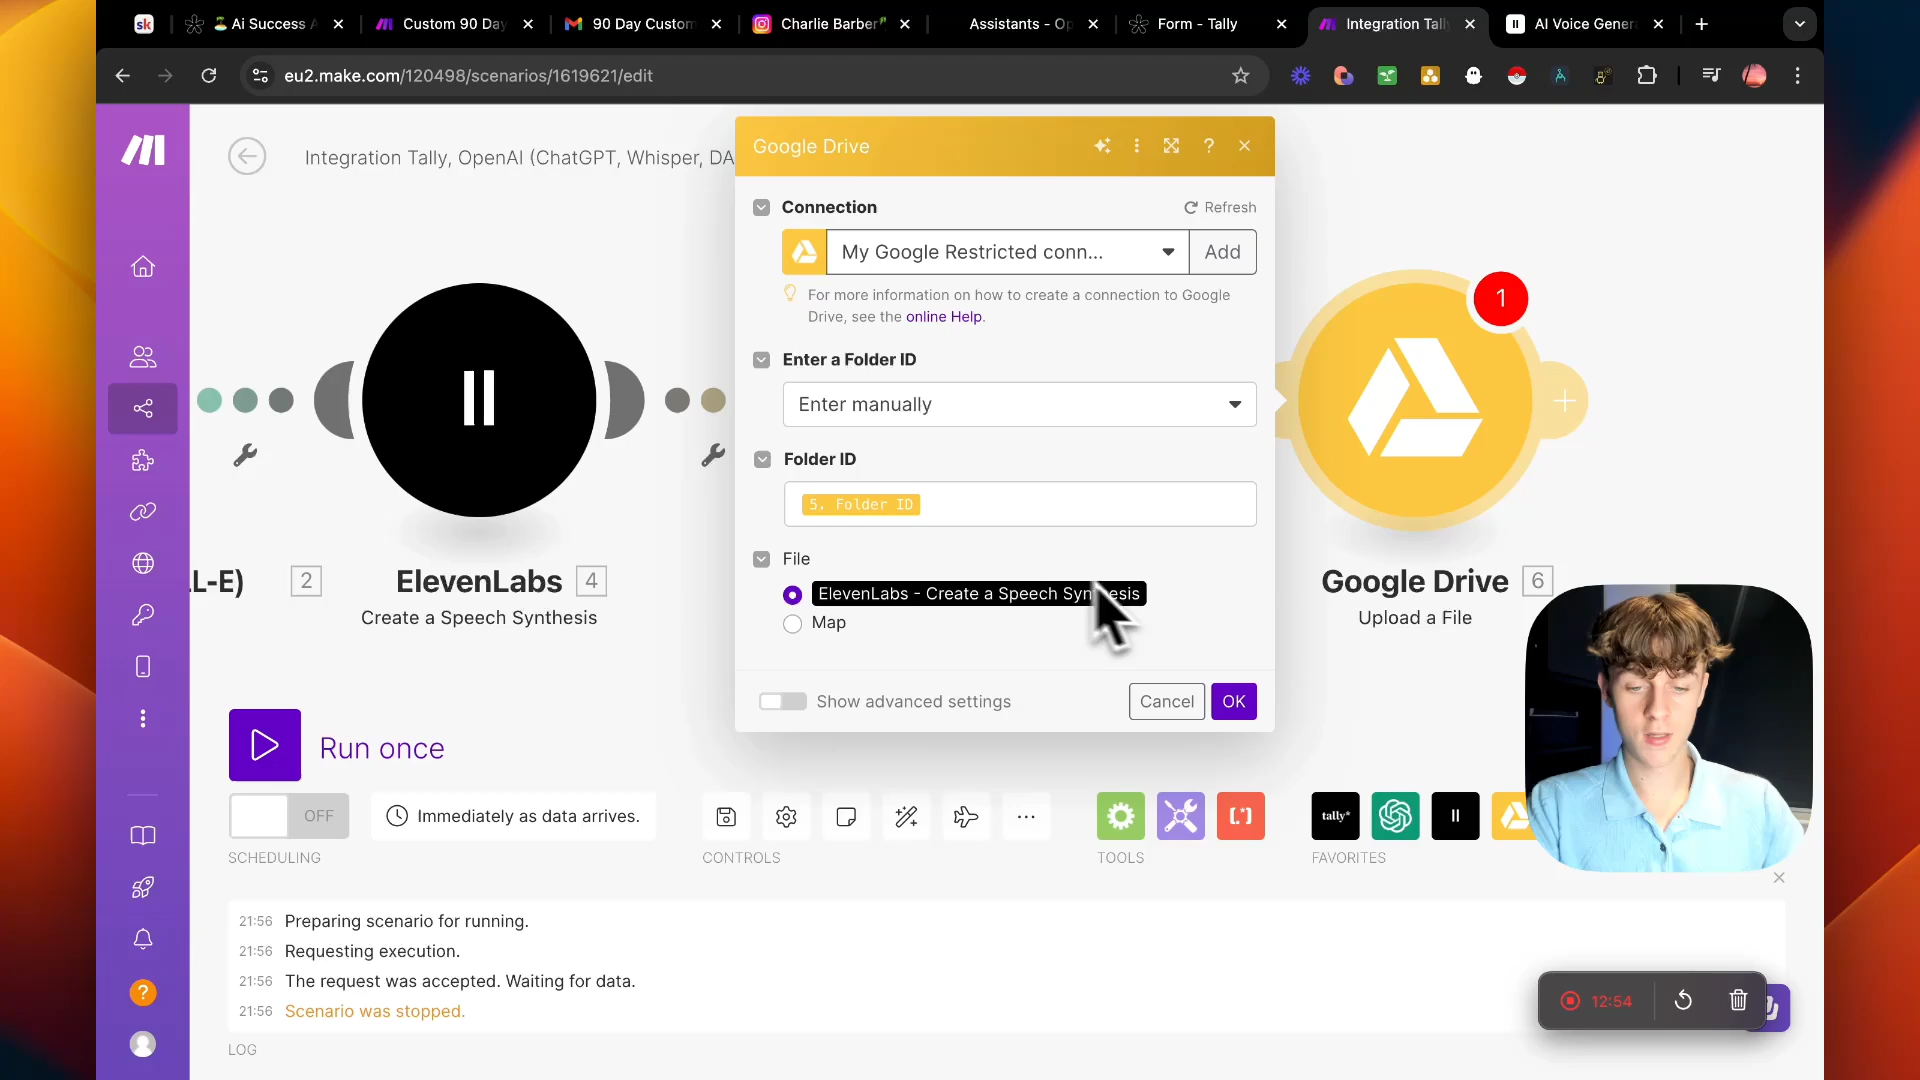 sk
Ai Success A
Custom 90 Day
90 Day Custom
Charlie Barber
Assistants - Op
Form - Tally
Integration Tally
AI Voice Genera
eu2.make.com/120498/scenarios/1619621/edit
Integration Tally, OpenAI (ChatGPT, Whisper, DA
Google Drive
?
Connection
Refresh
My Google Restricted conn...
Add
For more information on how to create a connection to Google
Drive, see the online Help.
Enter a Folder ID
Enter manually
Folder ID
5. Folder ID
File
ElevenLabs - Create a Speech Synthesis
Map
Show advanced settings
Cancel
OK
1
L-E)
2
ElevenLabs
4
Create a Speech Synthesis
Google Drive
6
Upload a File
Run once
OFF
Immediately as data arrives.
SCHEDULING
CONTROLS
TOOLS
tally*
FAVORITES
21:56 Preparing scenario for running.
21:56 Requesting execution.
21:56 The request was accepted. Waiting for data.
21:56 Scenario was stopped.
LOG
?
12:54